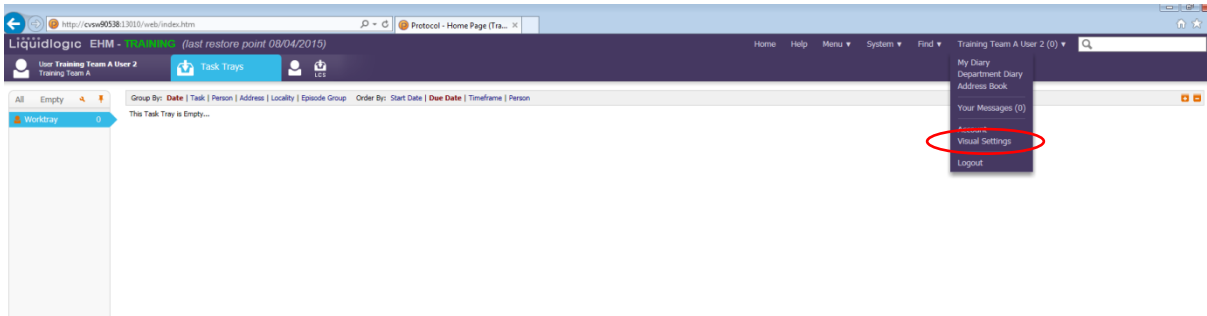 http://cvsw90538:13010/web/index.htm
Protocol - Home Page (Tra...
Liquidlogic EHM - TRAINING (last restore point 08/04/2015)
Home Help Menu System Find Training Team A User 2 (0)
User Training Team A User 2
Training Team A
Task Trays
LCS
My Diary
Department Diary
Address Book
Your Messages (0)
Account
Visual Settings
Logout
All Empty
Group By: Date | Task | Person | Address | Locality | Episode Group Order By: Start Date | Due Date | Timeframe | Person
Worktray 0
This Task Tray is Empty...